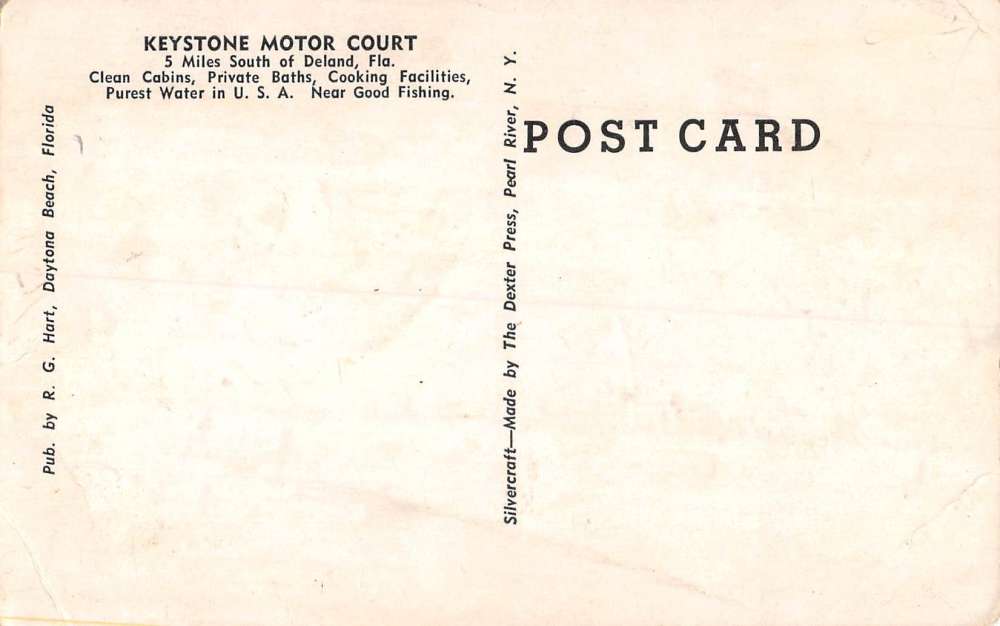 KEYSTONE MOTOR COURT
5 Miles South of Deland, Fla.
Clean Cabins, Private Baths, Cooking Facilities,
Purest Water in U. S. A. Near Good Fishing.
Pub. by R. G. Hart, Daytona Beach, Florida
Silvercraft—Made by The Dexter Press, Pearl River, N. Y.
POST CARD